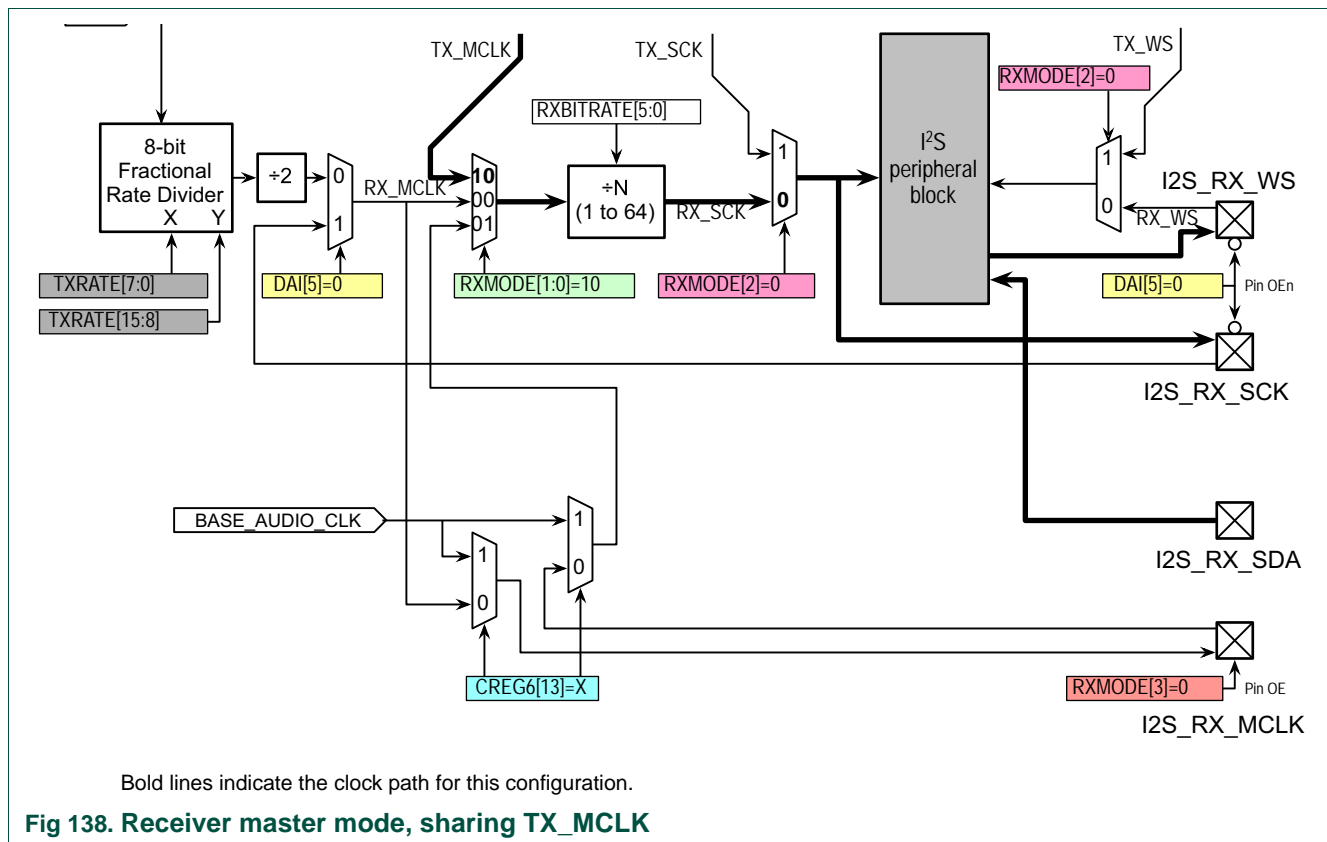 TX_MCLK
TX_SCK
TX_WS
RXMODE[2]=0
RXBITRATE[5:0]
8-bit
Fractional
Rate Divider
X Y
÷2
0
1
RX_MCLK
10
00
01
÷N
(1 to 64)
RX_SCK
1
0
I²S
peripheral
block
1
0
I2S_RX_WS
RX_WS
TXRATE[7:0]
DAI[5]=0
RXMODE[1:0]=10
RXMODE[2]=0
DAI[5]=0
Pin OEn
TXRATE[15:8]
I2S_RX_SCK
BASE_AUDIO_CLK
1
0
1
0
I2S_RX_SDA
CREG6[13]=X
RXMODE[3]=0
Pin OE
I2S_RX_MCLK
Bold lines indicate the clock path for this configuration.
Fig 138. Receiver master mode, sharing TX_MCLK